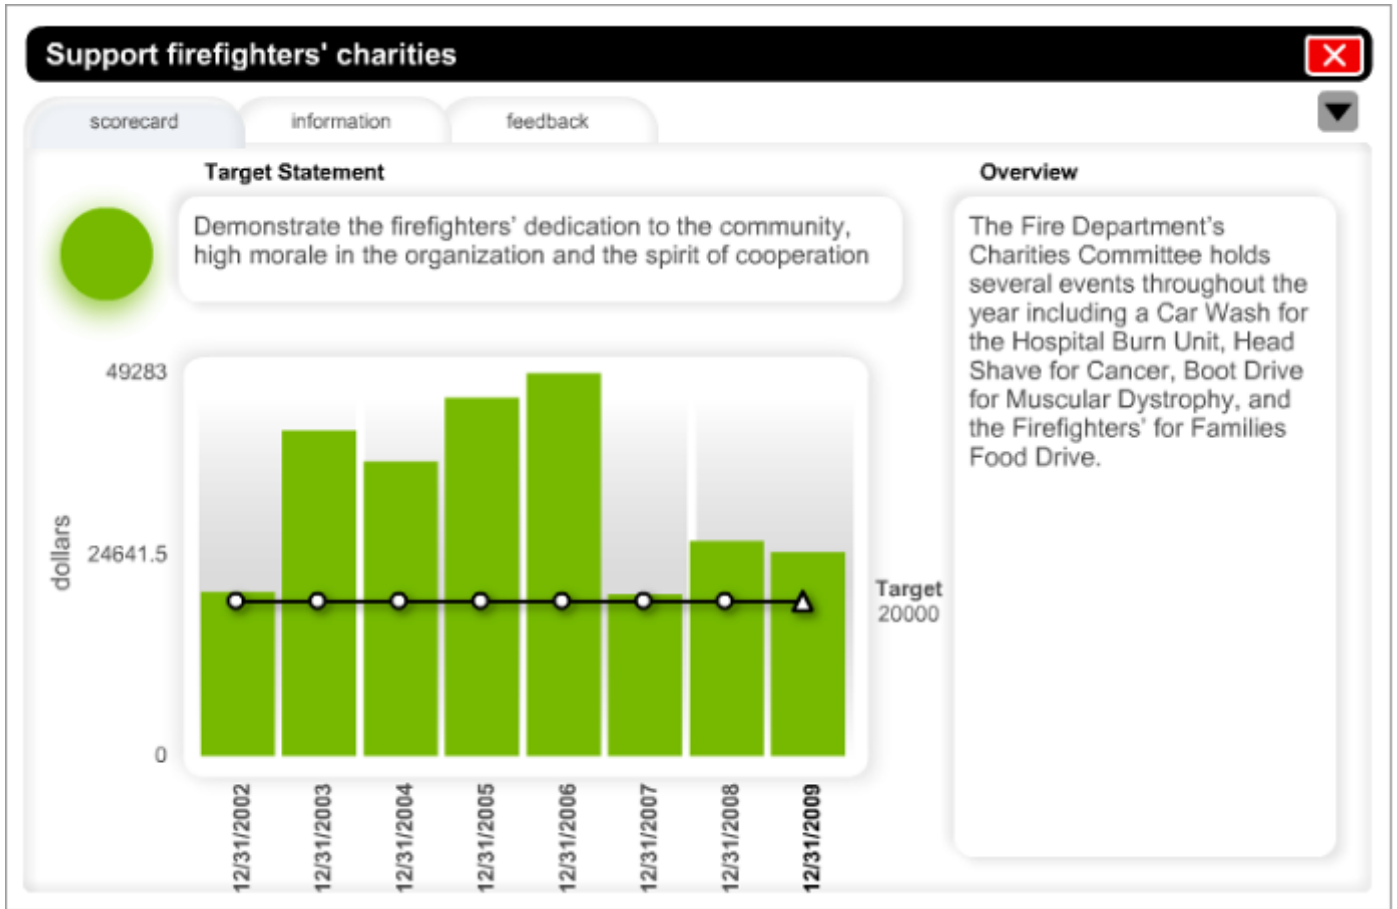 Support firefighters' charities
scorecard
information
feedback
Target Statement
Demonstrate the firefighters’ dedication to the community,
high morale in the organization and the spirit of cooperation
Overview
The Fire Department’s
Charities Committee holds
several events throughout the
year including a Car Wash for
the Hospital Burn Unit, Head
Shave for Cancer, Boot Drive
for Muscular Dystrophy, and
the Firefighters’ for Families
Food Drive.
49283
24641.5
0
dollars
Target
20000
12/31/2002
12/31/2003
12/31/2004
12/31/2005
12/31/2006
12/31/2007
12/31/2008
12/31/2009